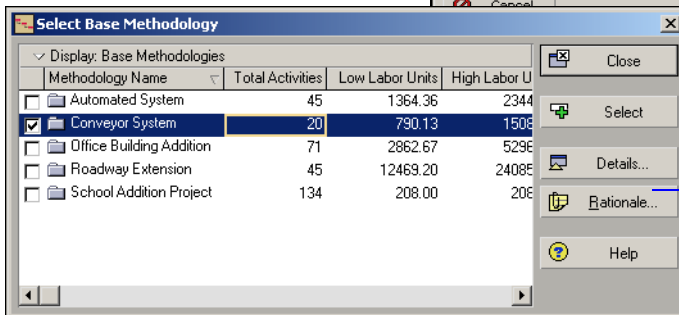 Cancel
Select Base Methodology
Display: Base Methodologies
Methodology Name Total Activities Low Labor Units High Labor U
Automated System 45 1364.36 2344
Conveyor System 20 790.13 1508
Office Building Addition 71 2862.67 5296
Roadway Extension 45 12469.20 24085
School Addition Project 134 208.00 208
Close
Select
Details...
Rationale...
Help